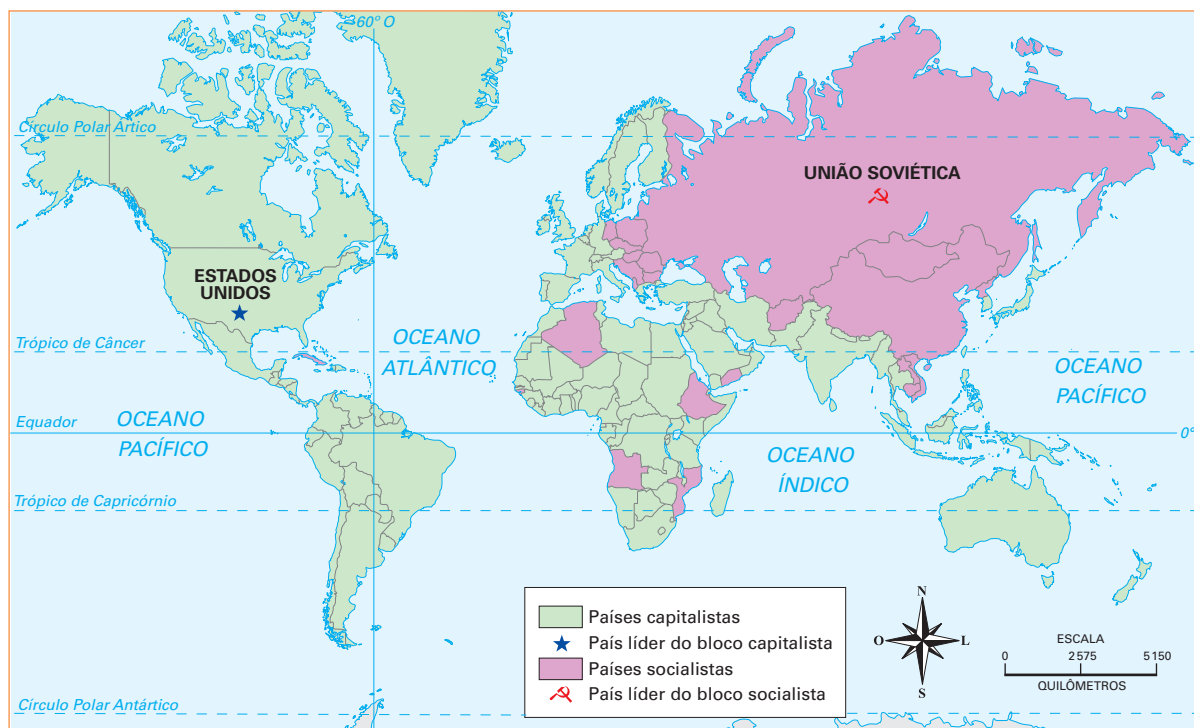 60º O
Círculo Polar Ártico
UNIÃO SOVIÉTICA
ESTADOS
UNIDOS
OCEANO
ATLÂNTICO
Trópico de Câncer
OCEANO
PACÍFICO
Equador
OCEANO
PACÍFICO
0º
OCEANO
ÍNDICO
Trópico de Capricórnio
Países capitalistas
País líder do bloco capitalista
Países socialistas
País líder do bloco socialista
N
O
L
S
ESCALA
0 2 575 5 150
QUILÔMETROS
Círculo Polar Antártico